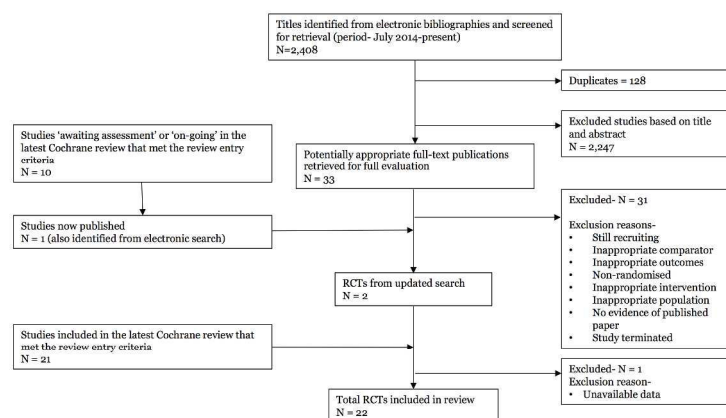 Titles identified from electronic bibliographies and screened
for retrieval (period- July 2014-present)
N=2,408
Duplicates = 128
Excluded studies based on title
and abstract
N = 2,247
Studies ‘awaiting assessment’ or ‘on-going’ in the
latest Cochrane review that met the review entry
criteria
N = 10
Potentially appropriate full-text publications
retrieved for full evaluation
N = 33
Excluded- N = 31
Exclusion reasons-
• Still recruiting
• Inappropriate comparator
• Inappropriate outcomes
• Non-randomised
• Inappropriate intervention
• Inappropriate population
• No evidence of published
paper
• Study terminated
Studies now published
N = 1 (also identified from electronic search)
RCTs from updated search
N = 2
Studies included in the latest Cochrane review that
met the review entry criteria
N = 21
Excluded- N = 1
Exclusion reason-
• Unavailable data
Total RCTs included in review
N = 22